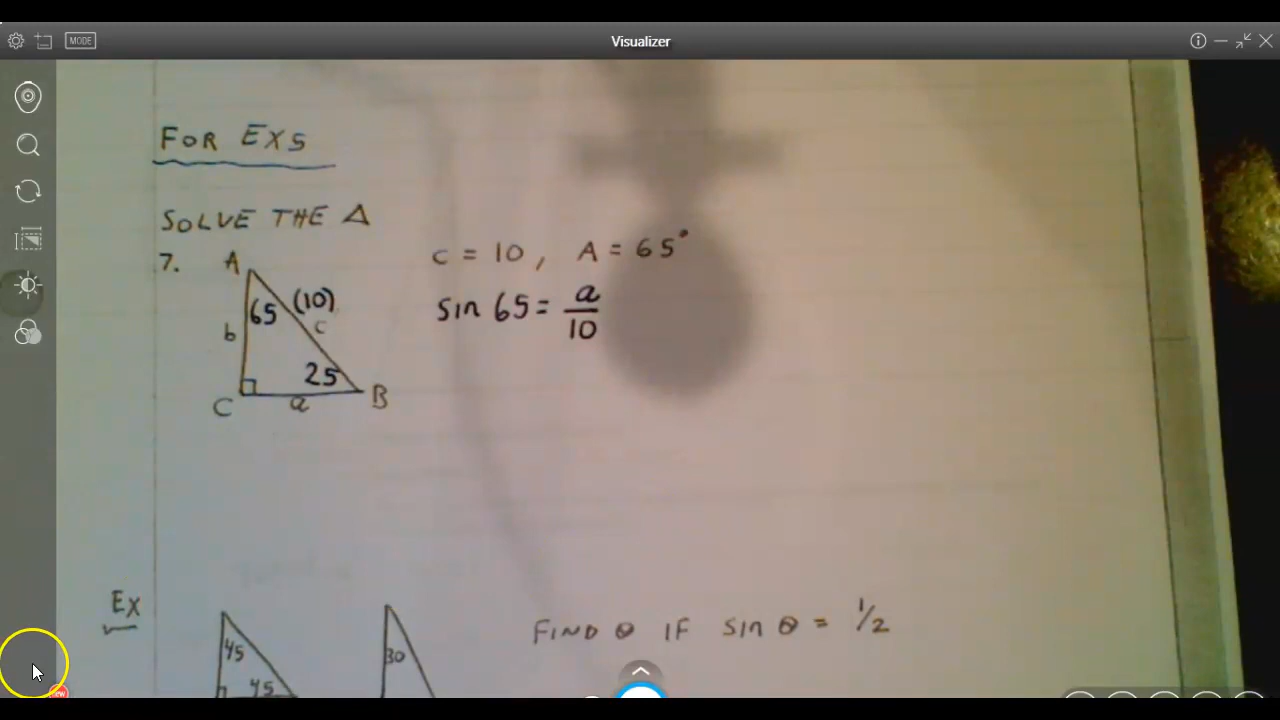 MODE
Visualizer
FOR EXS
SOLVE THE Δ
7.
A
c = 10 , A = 65°
65
(10)
sin 65 = a/10
b
c
25
C
a
B
Ex
45
45
30
FIND θ IF sin θ = 1/2